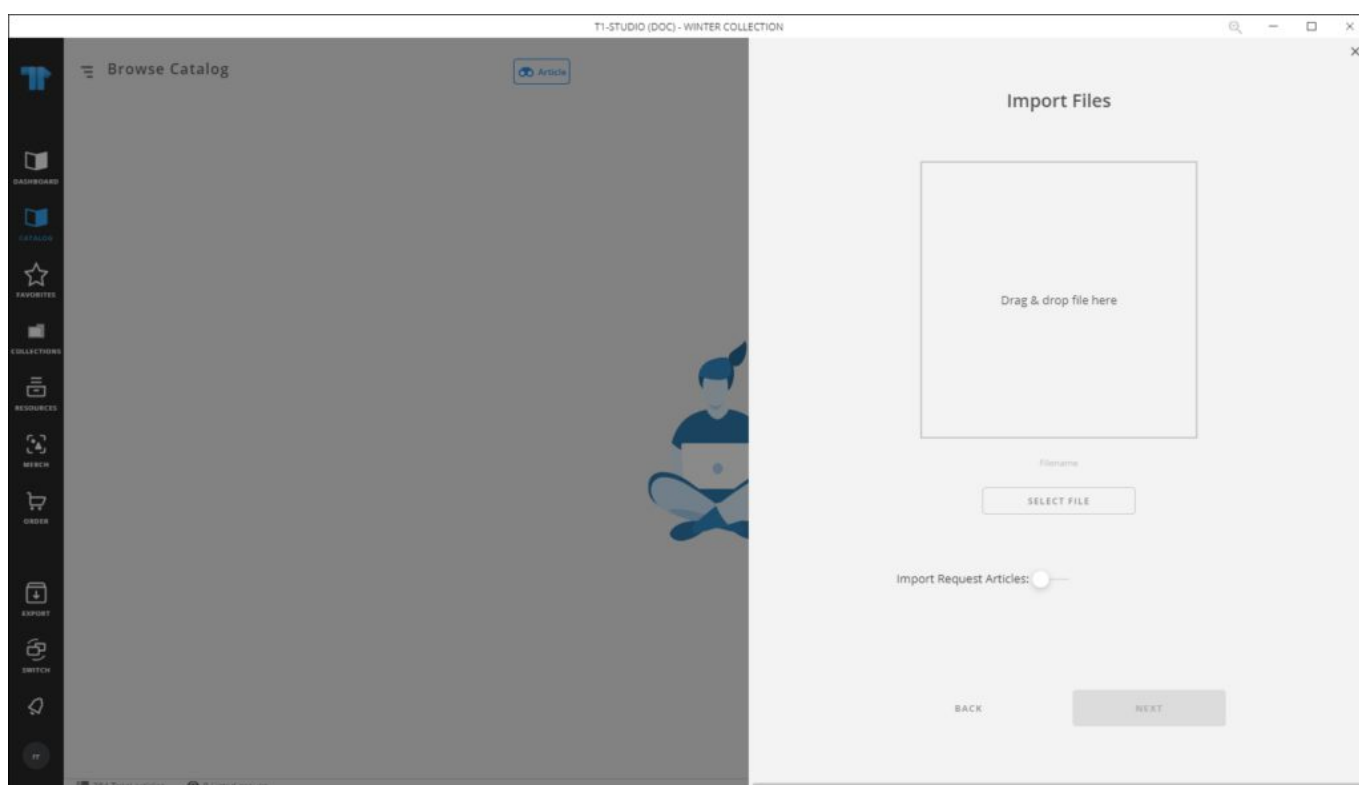 T1-STUDIO (DOC) - WINTER COLLECTION
Browse Catalog
Article
Import Files
DASHBOARD
CATALOG
FAVORITES
COLLECTIONS
RESOURCES
MERCH
ORDER
EXPORT
SWITCH
Drag & drop file here
Filename
SELECT FILE
Import Request Articles:
BACK
NEXT